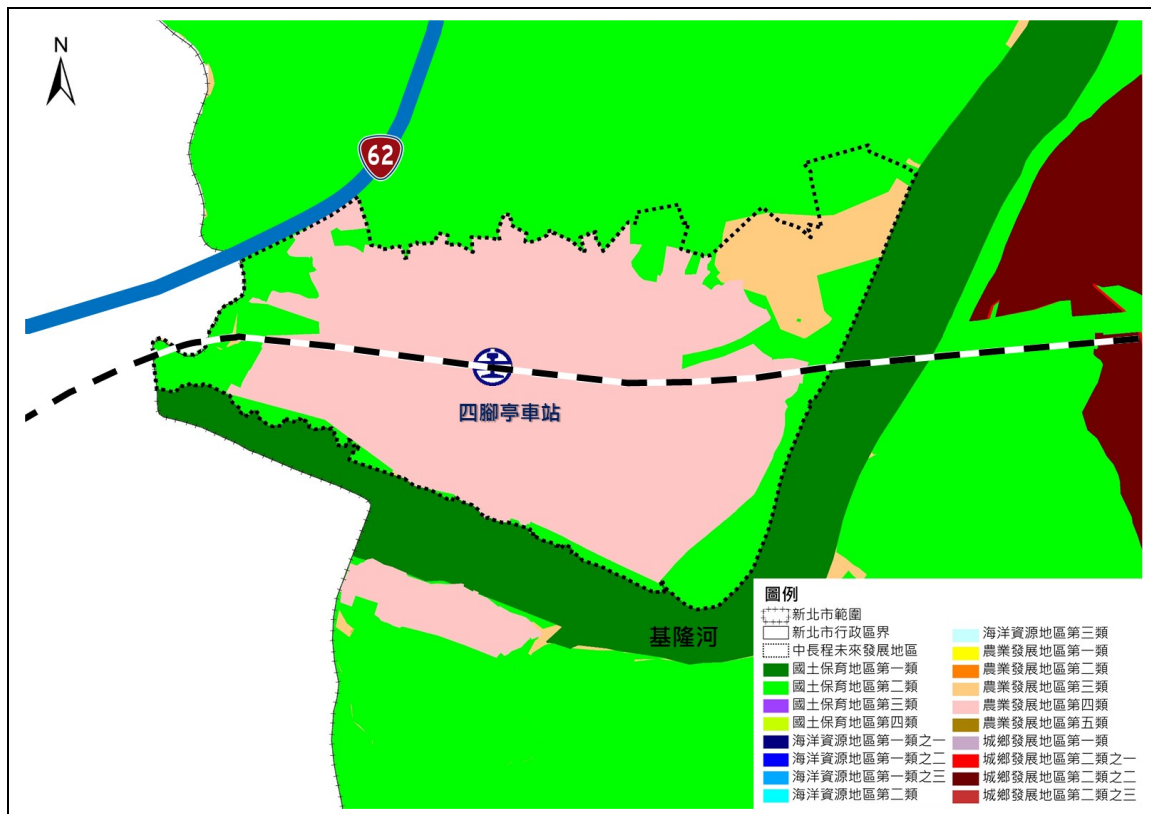 N
62
四腳亭車站
基隆河
圖例
新北市範圍
新北市行政區界
中長程未來發展地區
國土保育地區第一類
國土保育地區第二類
國土保育地區第三類
國土保育地區第四類
海洋資源地區第一類之一
海洋資源地區第一類之二
海洋資源地區第一類之三
海洋資源地區第二類
海洋資源地區第三類
農業發展地區第一類
農業發展地區第二類
農業發展地區第三類
農業發展地區第四類
農業發展地區第五類
城鄉發展地區第一類
城鄉發展地區第二類之一
城鄉發展地區第二類之二
城鄉發展地區第二類之三